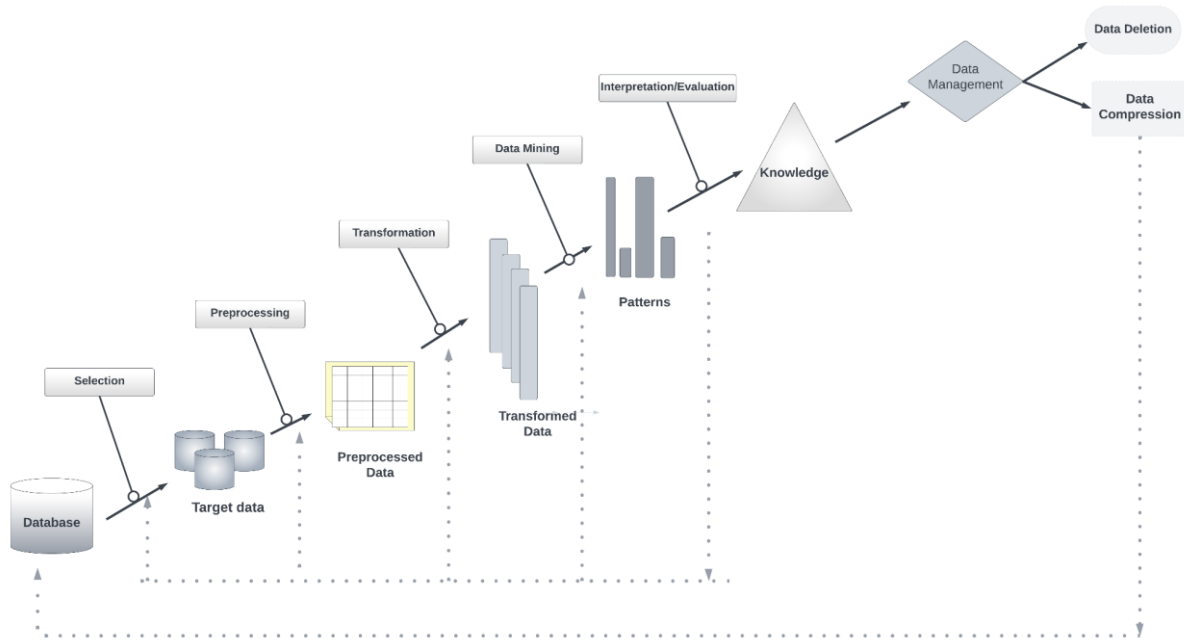 Data Deletion
Data
Management
Data
Compression
Interpretation/Evaluation
Knowledge
Data Mining
Patterns
Transformation
Transformed
Data
Preprocessing
Preprocessed
Data
Selection
Target data
Database